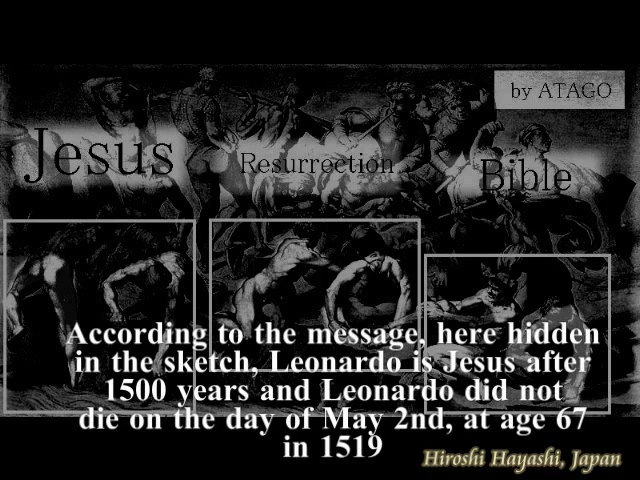 by ATAGO
Jesus
Resurrection
Bible
According to the message, here hidden
in the sketch, Leonardo is Jesus after
1500 years and Leonardo did not
die on the day of May 2nd, at age 67
in 1519
Hiroshi Hayashi, Japan